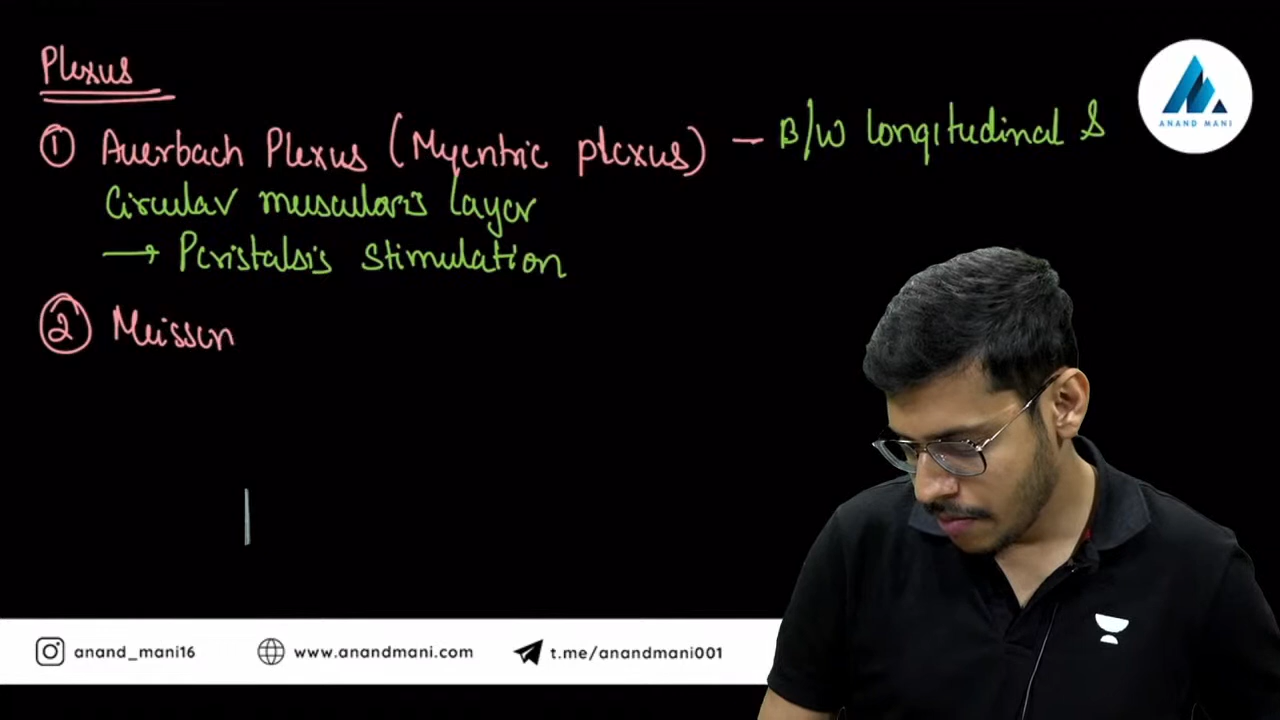 Plexus
① Auerbach Plexus (Myentric plexus) – B/W longitudinal &
Circular muscularis layer
→ Peristalsis stimulation
② Meissen
ANAND MANI
anand_mani16 www.anandmani.com t.me/anandmani001